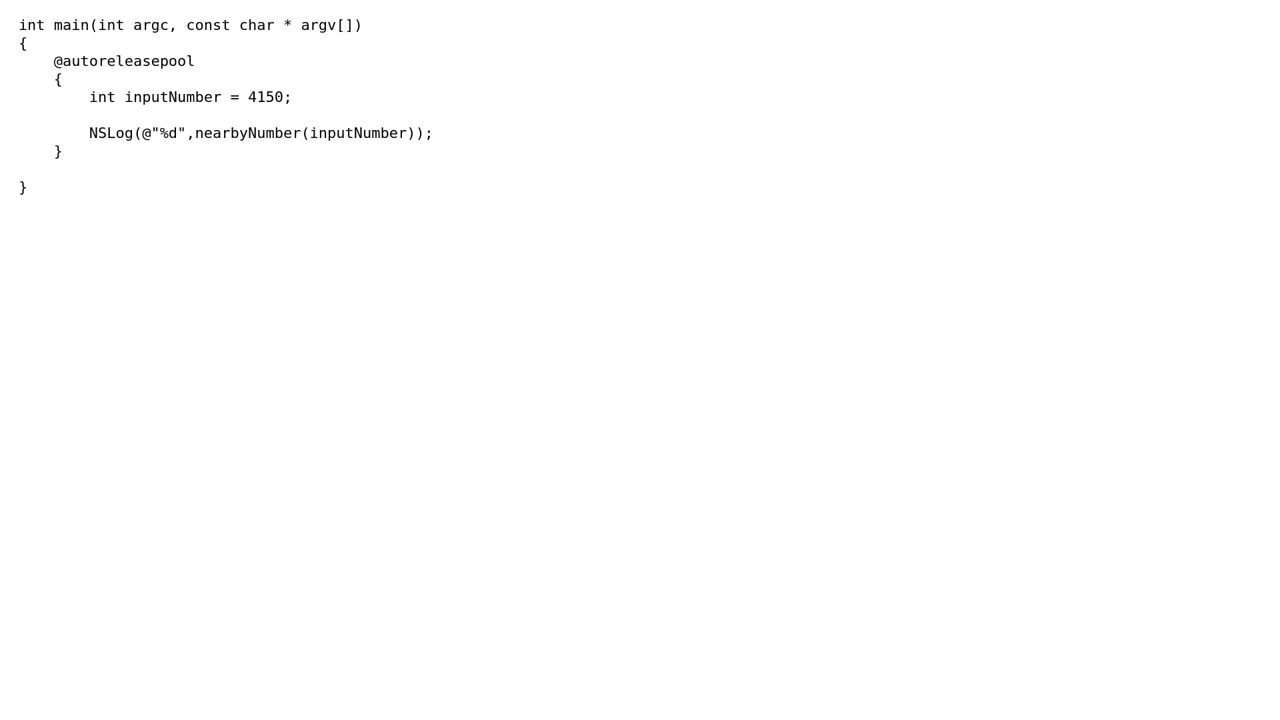 int main(int argc, const char * argv[])
{
    @autoreleasepool
    {
        int inputNumber = 4150;
        NSLog(@"%d",nearbyNumber(inputNumber));
    }
}